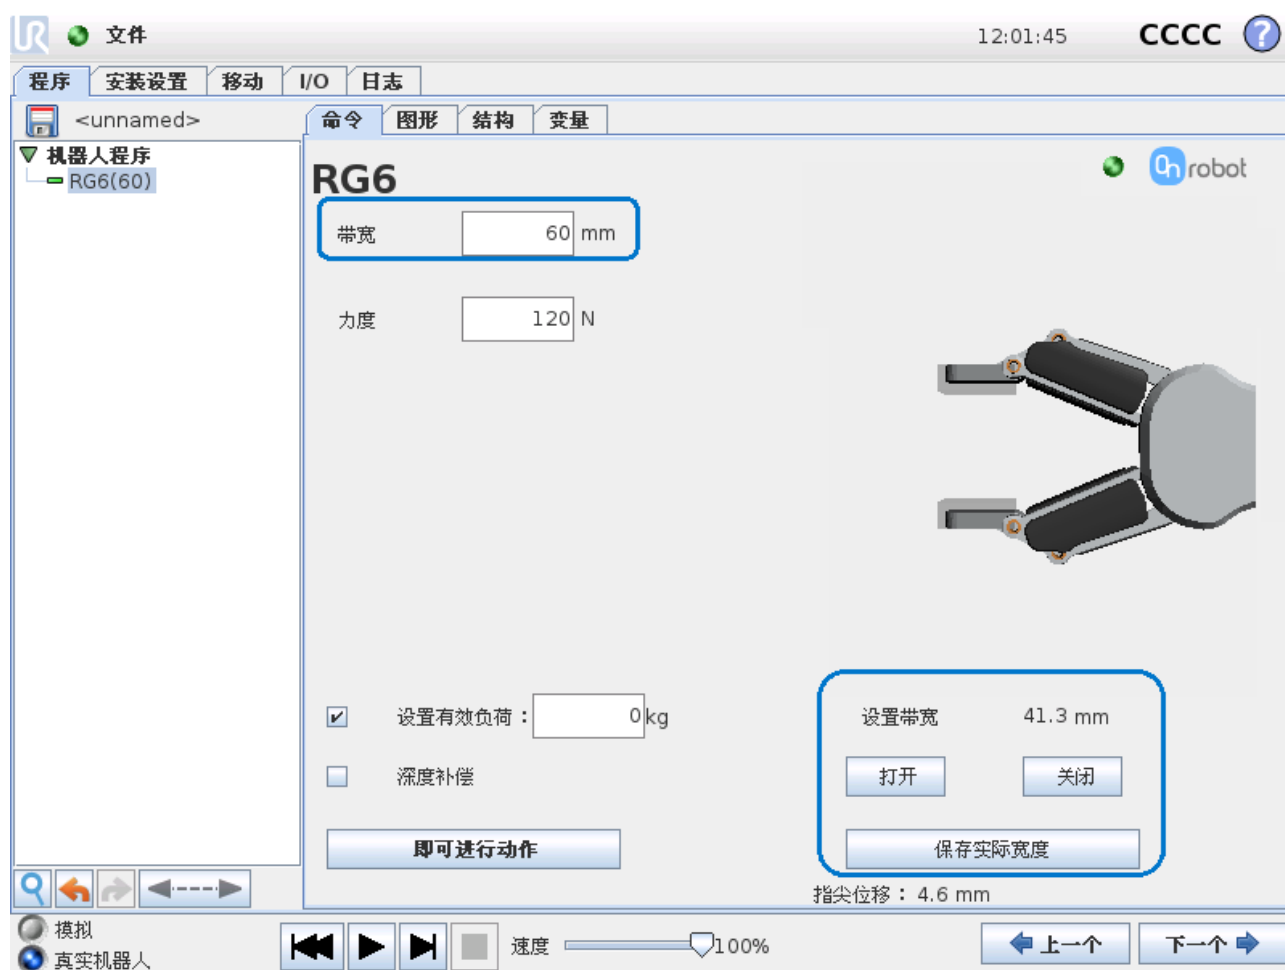 UR 文件 12:01:45 CCCC ?
程序 安装设置 移动 I/O 日志
<unnamed> 命令 图形 结构 变量
机器人程序
RG6(60)
RG6
On robot
带宽 60 mm
力度 120 N
设置有效负荷： 0 kg
设置带宽 41.3 mm
深度补偿
打开 关闭
即可进行动作
保存实际宽度
指尖位移： 4.6 mm
模拟
真实机器人
速度 100%
上一个 下一个